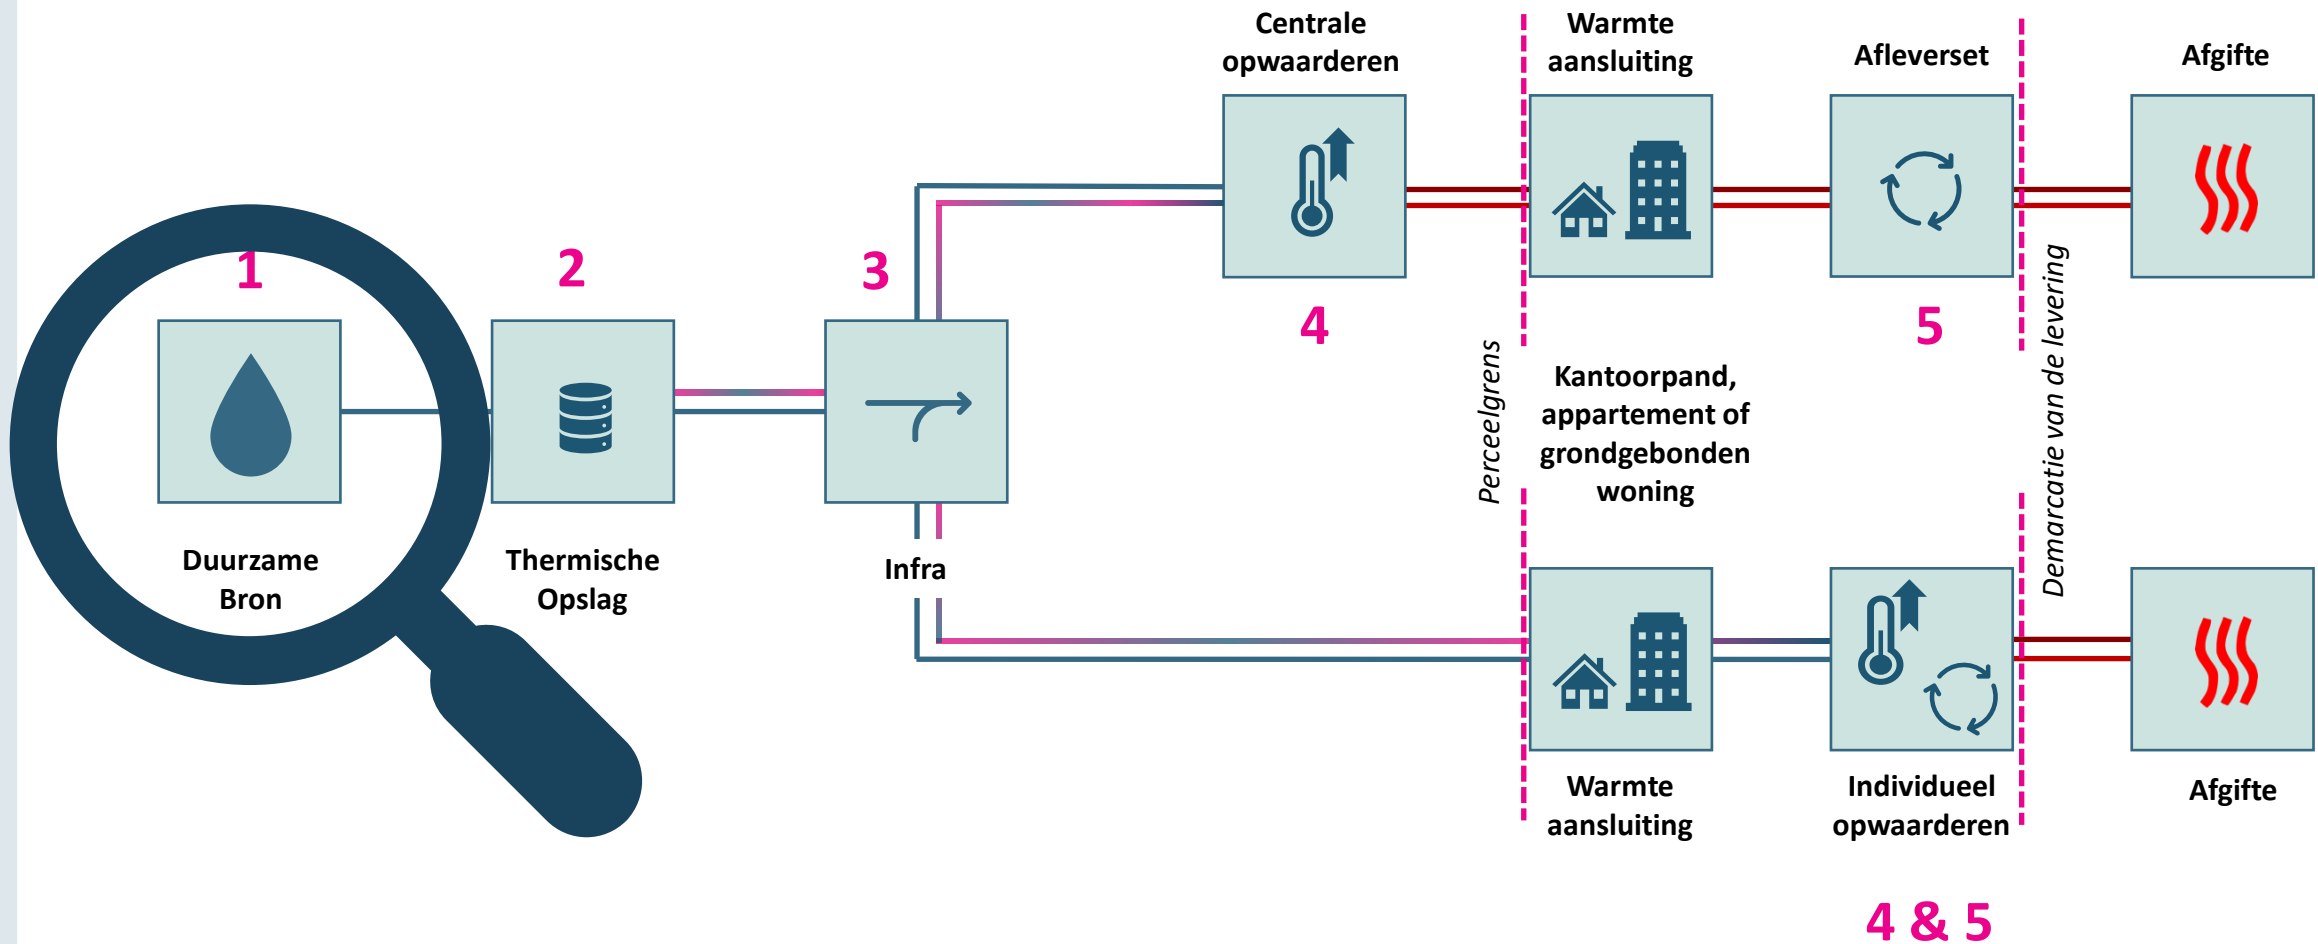 Centrale
opwaarderen
Warmte
aansluiting
Afleverset
Afgifte
1
2
3
4
5
Perceelgrens
Kantoorpand,
appartement of
grondgebonden
woning
Demarcatie van de levering
Duurzame
Bron
Thermische
Opslag
Infra
Warmte
aansluiting
Individueel
opwaarderen
Afgifte
4 & 5